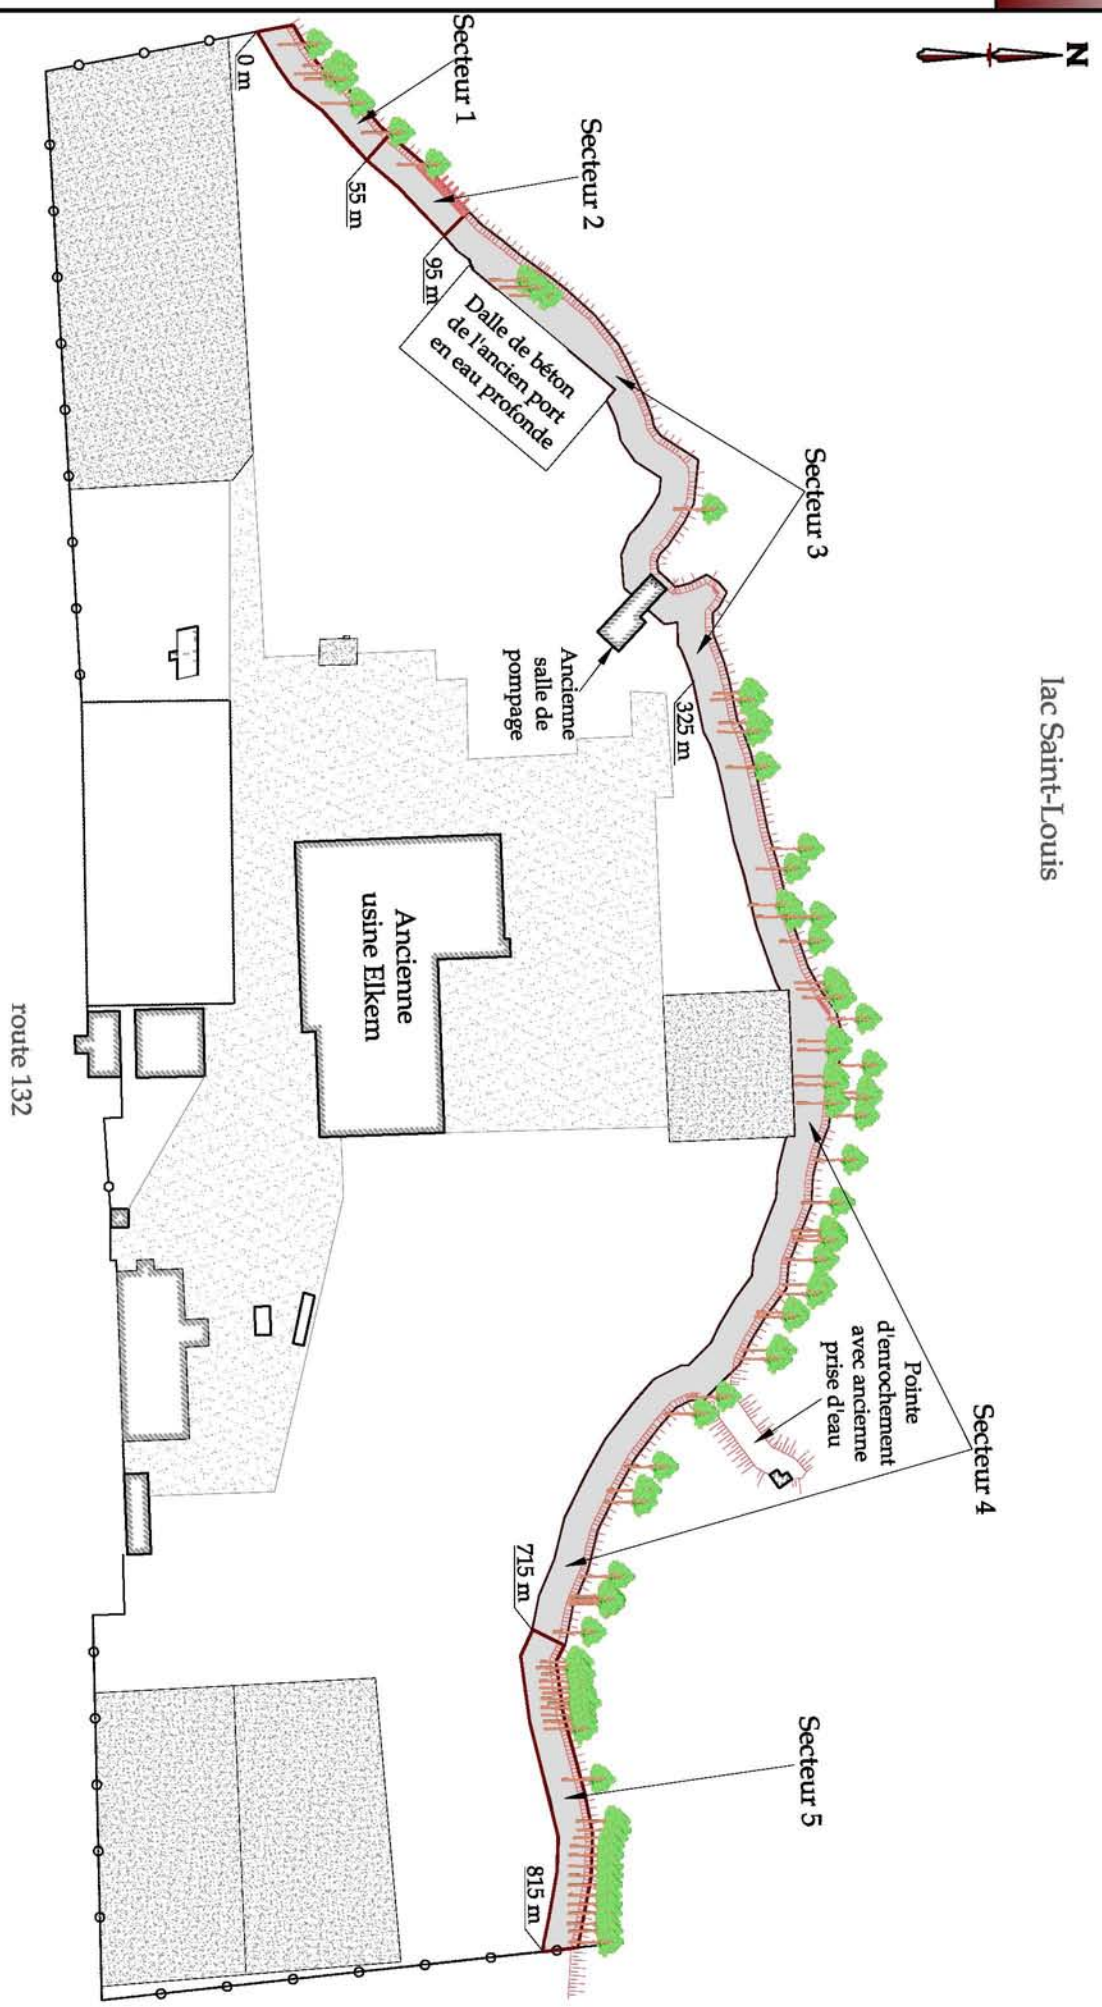 N
lac Saint-Louis
Secteur 1
Secteur 2
Secteur 3
Secteur 4
Secteur 5
0 m
55 m
95 m
325 m
715 m
815 m
Dalle de béton
de l'ancien port
en eau profonde
Ancienne
salle de
pompage
Pointe
d'enrochement
avec ancienne
prise d'eau
Ancienne
usine Elkem
route 132